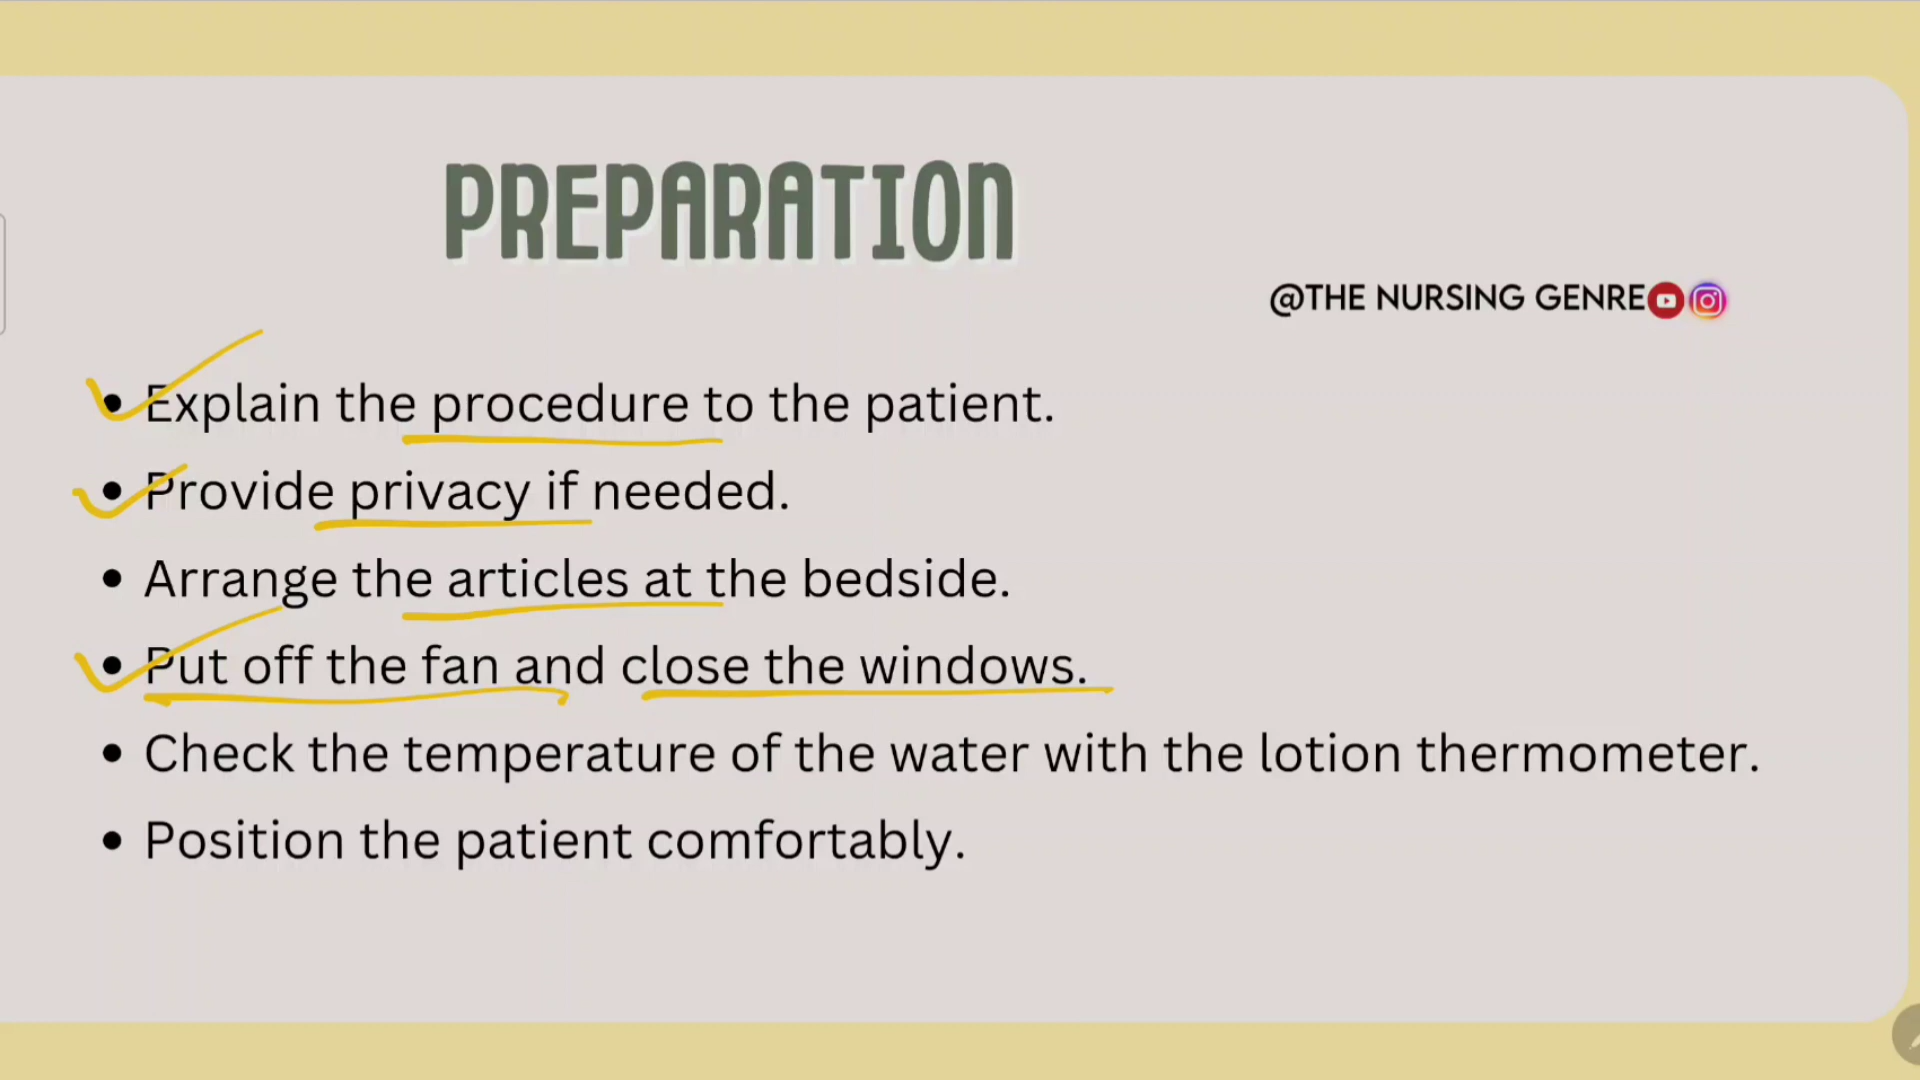 PREPARATION
@THE NURSING GENRE
• Explain the procedure to the patient.
• Provide privacy if needed.
• Arrange the articles at the bedside.
• Put off the fan and close the windows.
• Check the temperature of the water with the lotion thermometer.
• Position the patient comfortably.